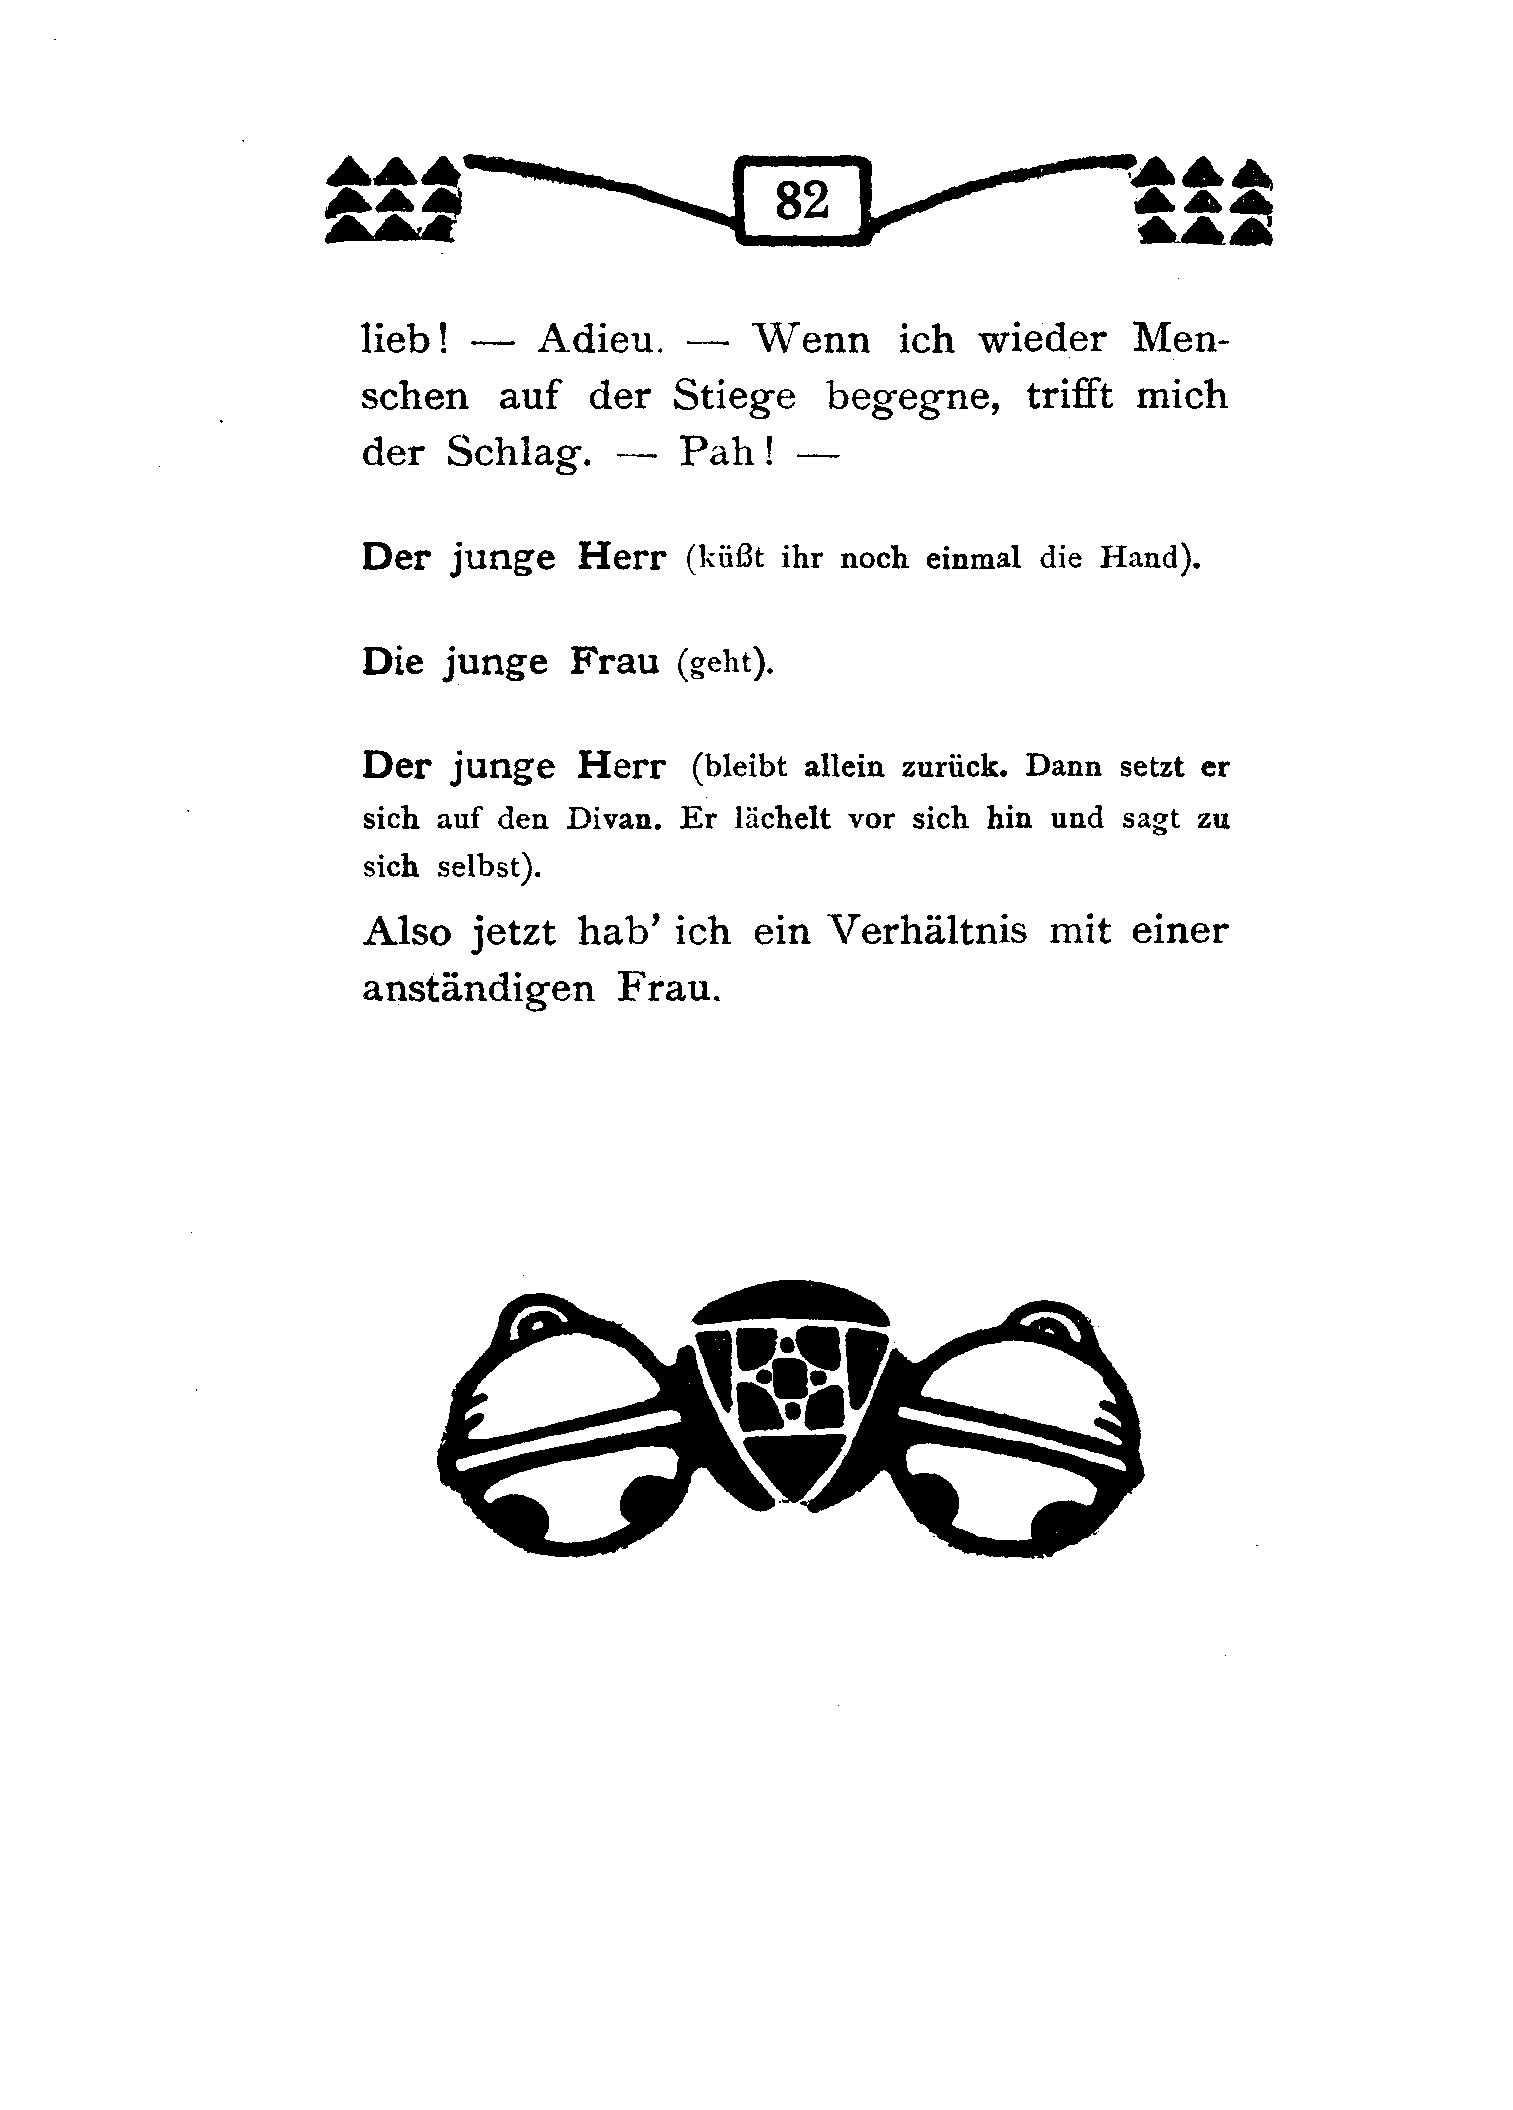 82
lieb! — Adieu. — Wenn ich wieder Men-
schen auf der Stiege begegne, trifft mich
der Schlag. — Pah! —
Der junge Herr (küßt ihr noch einmal die Hand).
Die junge Frau (geht).
Der junge Herr (bleibt allein zurück. Dann setzt er
sich auf den Divan. Er lächelt vor sich hin und sagt zu
sich selbst).
Also jetzt hab’ ich ein Verhältnis mit einer
anständigen Frau.